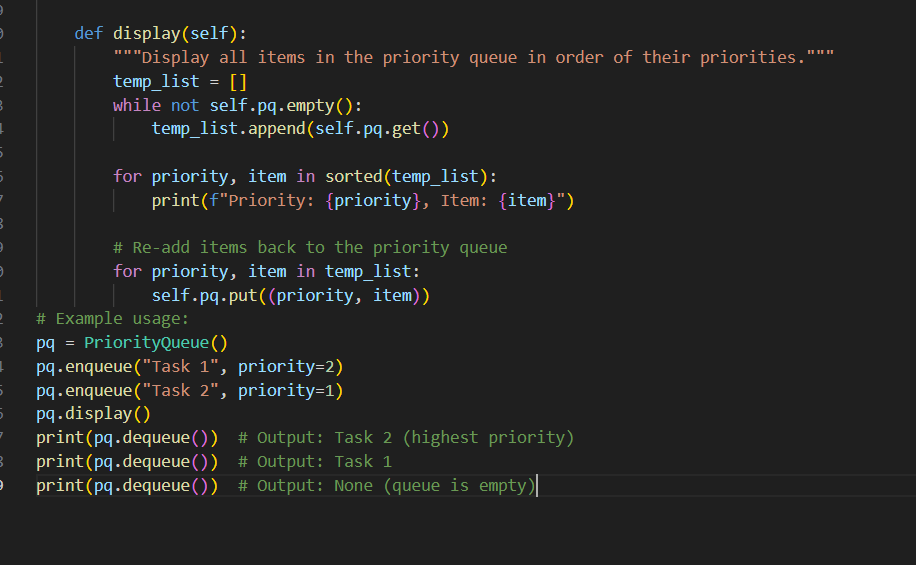 def display(self):
"""Display all items in the priority queue in order of their priorities."""
temp_list = []
while not self.pq.empty():
temp_list.append(self.pq.get())
for priority, item in sorted(temp_list):
print(f"Priority: {priority}, Item: {item}")
# Re-add items back to the priority queue
for priority, item in temp_list:
self.pq.put((priority, item))
# Example usage:
pq = PriorityQueue()
pq.enqueue("Task 1", priority=2)
pq.enqueue("Task 2", priority=1)
pq.display()
print(pq.dequeue())  # Output: Task 2 (highest priority)
print(pq.dequeue())  # Output: Task 1
print(pq.dequeue())  # Output: None (queue is empty)